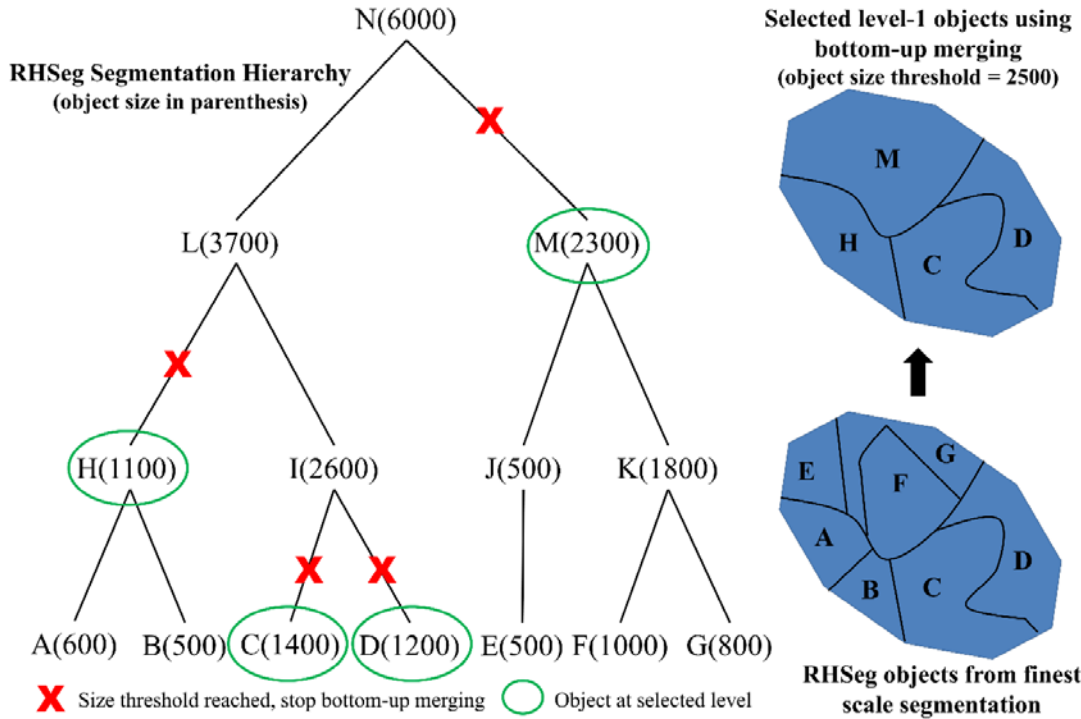 N(6000)
RHSeg Segmentation Hierarchy
(object size in parenthesis)
X
L(3700)
M(2300)
X
H(1100)
I(2600)
J(500)
K(1800)
X
X
A(600)
B(500)
C(1400)
D(1200)
E(500)
F(1000)
G(800)
X Size threshold reached, stop bottom-up merging
Object at selected level
Selected level-1 objects using
bottom-up merging
(object size threshold = 2500)
M
H
C
D
E
F
G
A
B
C
D
RHSeg objects from finest
scale segmentation